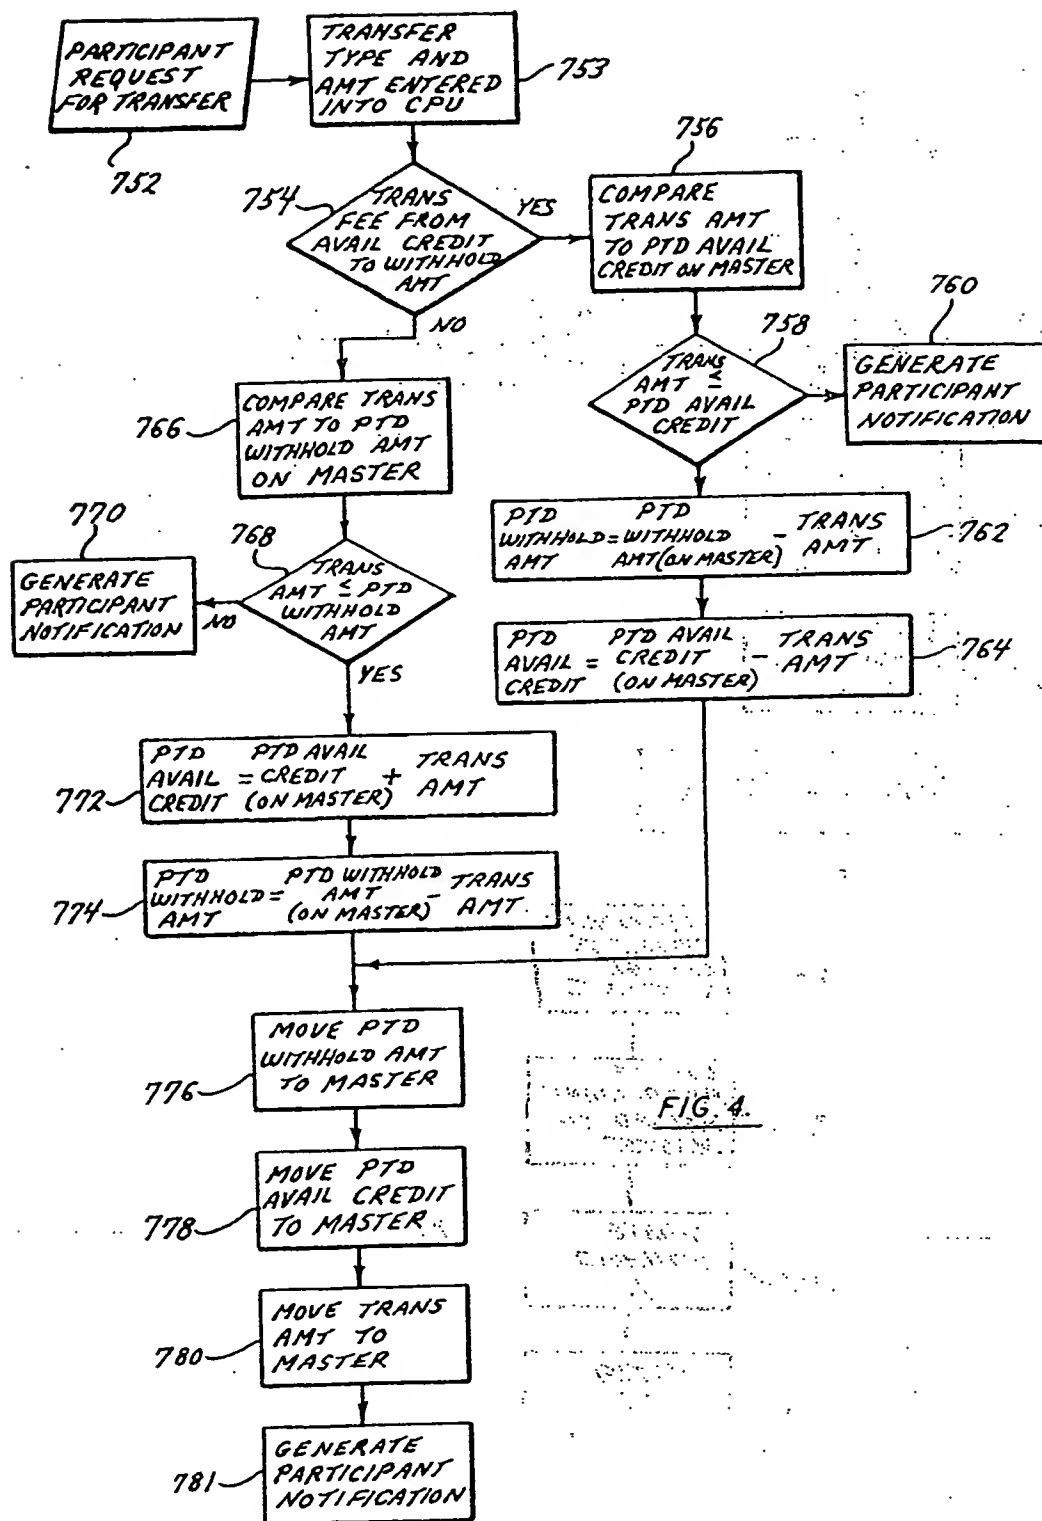 PARTICIPANT
REQUEST
FOR TRANSFER
752
TRANSFER
TYPE AND
AMT ENTERED
INTO CPU
753
754
TRANS
FEE FROM
AVAIL CREDIT
TO WITHHOLD
AMT
YES
NO
756
COMPARE
TRANS AMT
TO PTD AVAIL
CREDIT ON MASTER
758
TRANS
AMT ≤
PTD AVAIL
CREDIT
760
GENERATE
PARTICIPANT
NOTIFICATION
PTD PTD
WITHHOLD = WITHHOLD - TRANS
AMT AMT (ON MASTER) AMT
762
PTD PTD AVAIL TRANS
AVAIL = CREDIT - AMT
CREDIT (ON MASTER)
764
766
COMPARE TRANS
AMT TO PTD
WITHHOLD AMT
ON MASTER
768
TRANS
AMT ≤ PTD
WITHHOLD
AMT
NO
YES
770
GENERATE
PARTICIPANT
NOTIFICATION
772
PTD PTD AVAIL
AVAIL = CREDIT + TRANS
CREDIT (ON MASTER) AMT
774
PTD PTD WITHHOLD
WITHHOLD = AMT - TRANS
AMT (ON MASTER) AMT
776
MOVE PTD
WITHHOLD AMT
TO MASTER
778
MOVE PTD
AVAIL CREDIT
TO MASTER
780
MOVE TRANS
AMT TO
MASTER
781
GENERATE
PARTICIPANT
NOTIFICATION
FIG. 4.